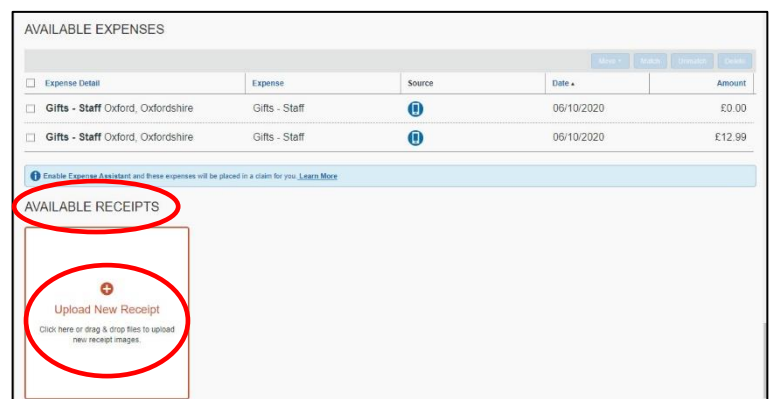 AVAILABLE EXPENSES
Move Match Unmatch Delete
Expense Detail Expense Source Date Amount
Gifts - Staff Oxford, Oxfordshire Gifts - Staff 06/10/2020 £0.00
Gifts - Staff Oxford, Oxfordshire Gifts - Staff 06/10/2020 £12.99
Enable Expense Assistant and these expenses will be placed in a claim for you. Learn More
AVAILABLE RECEIPTS
Upload New Receipt
Click here or drag & drop files to upload
new receipt images.